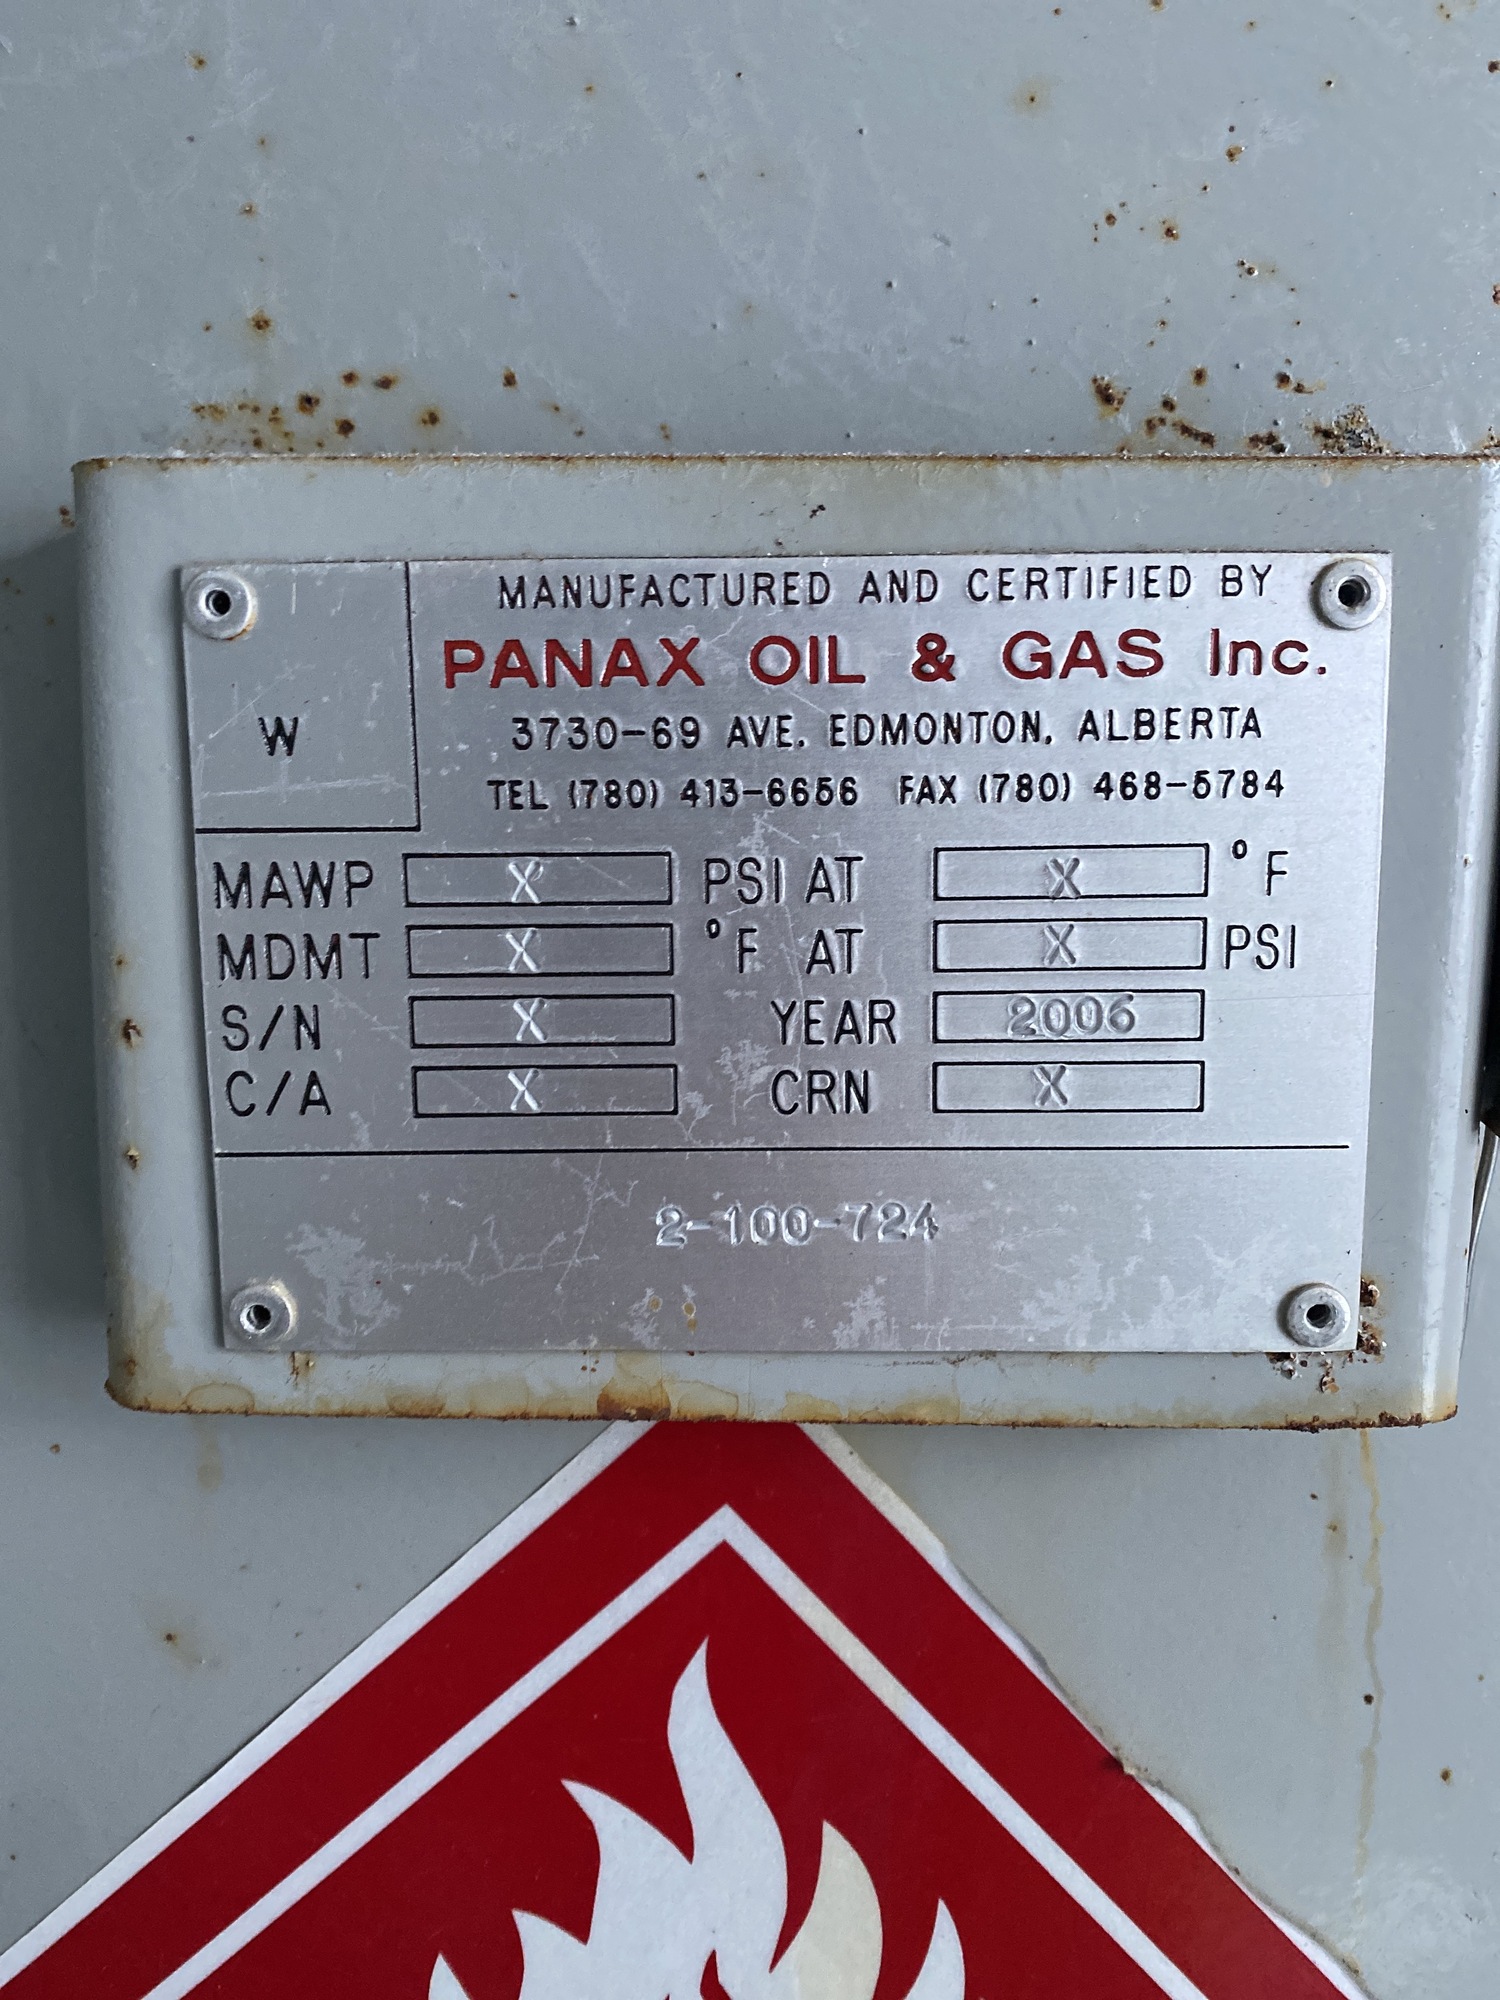 MANUFACTURED AND CERTIFIED BY
PANAX OIL & GAS Inc.
3730-69 AVE. EDMONTON, ALBERTA
TEL (780) 413-6656 FAX (780) 468-5784
W
MAWP X PSI AT X °F
MDMT X °F AT X PSI
S/N X YEAR 2006
C/A X CRN X
2-100-724